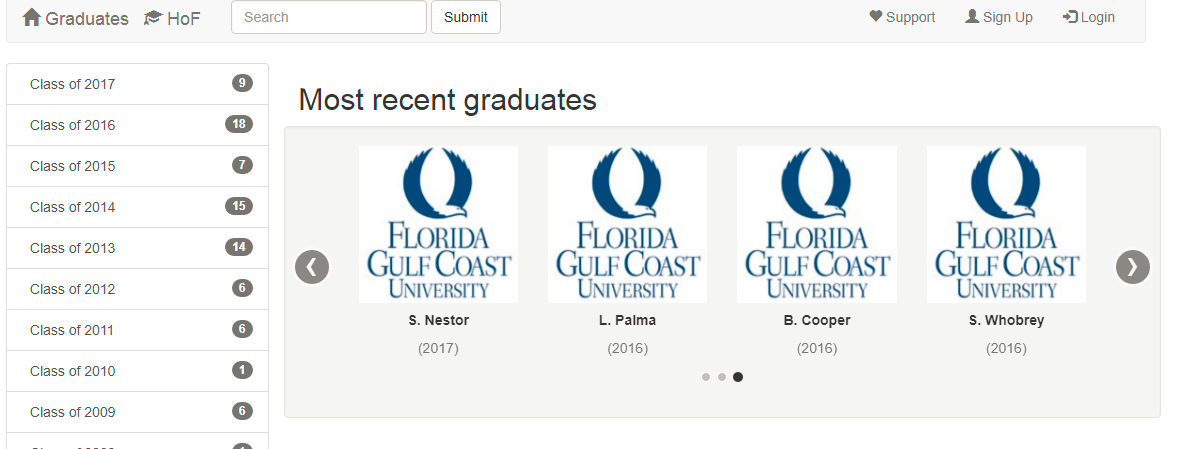 Graduates HoF Search Submit Support Sign Up Login
Class of 2017 9
Class of 2016 18
Class of 2015 7
Class of 2014 15
Class of 2013 14
Class of 2012 6
Class of 2011 6
Class of 2010 1
Class of 2009 6
Most recent graduates
FLORIDA
GULF COAST
UNIVERSITY
S. Nestor
(2017)
FLORIDA
GULF COAST
UNIVERSITY
L. Palma
(2016)
FLORIDA
GULF COAST
UNIVERSITY
B. Cooper
(2016)
FLORIDA
GULF COAST
UNIVERSITY
S. Whobrey
(2016)